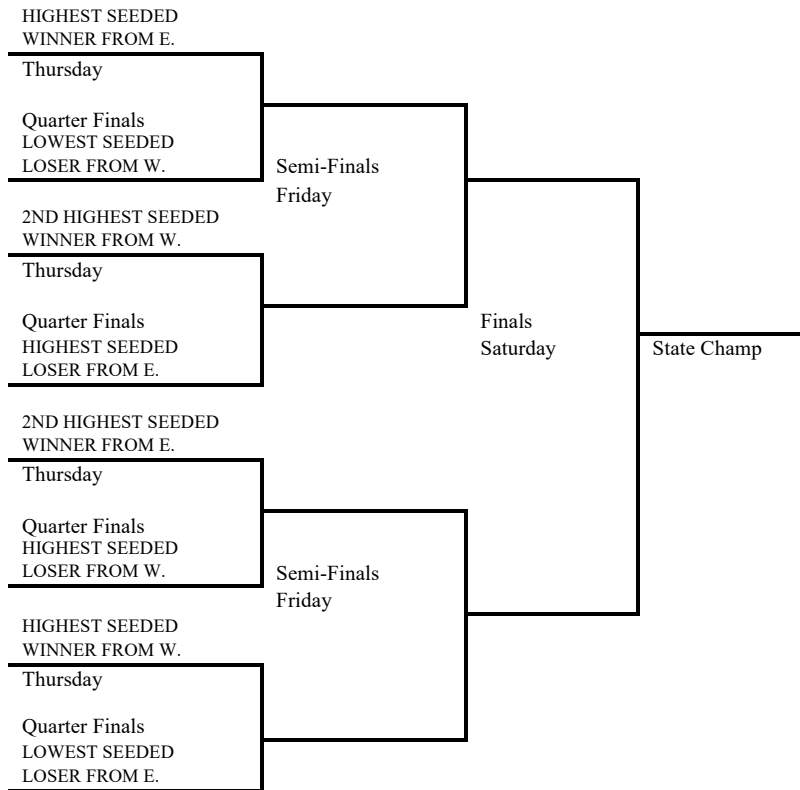 HIGHEST SEEDED
WINNER FROM E.
Thursday
Quarter Finals
LOWEST SEEDED
LOSER FROM W.
Semi-Finals
Friday
2ND HIGHEST SEEDED
WINNER FROM W.
Thursday
Quarter Finals
HIGHEST SEEDED
LOSER FROM E.
Finals
Saturday
State Champ
2ND HIGHEST SEEDED
WINNER FROM E.
Thursday
Quarter Finals
HIGHEST SEEDED
LOSER FROM W.
Semi-Finals
Friday
HIGHEST SEEDED
WINNER FROM W.
Thursday
Quarter Finals
LOWEST SEEDED
LOSER FROM E.